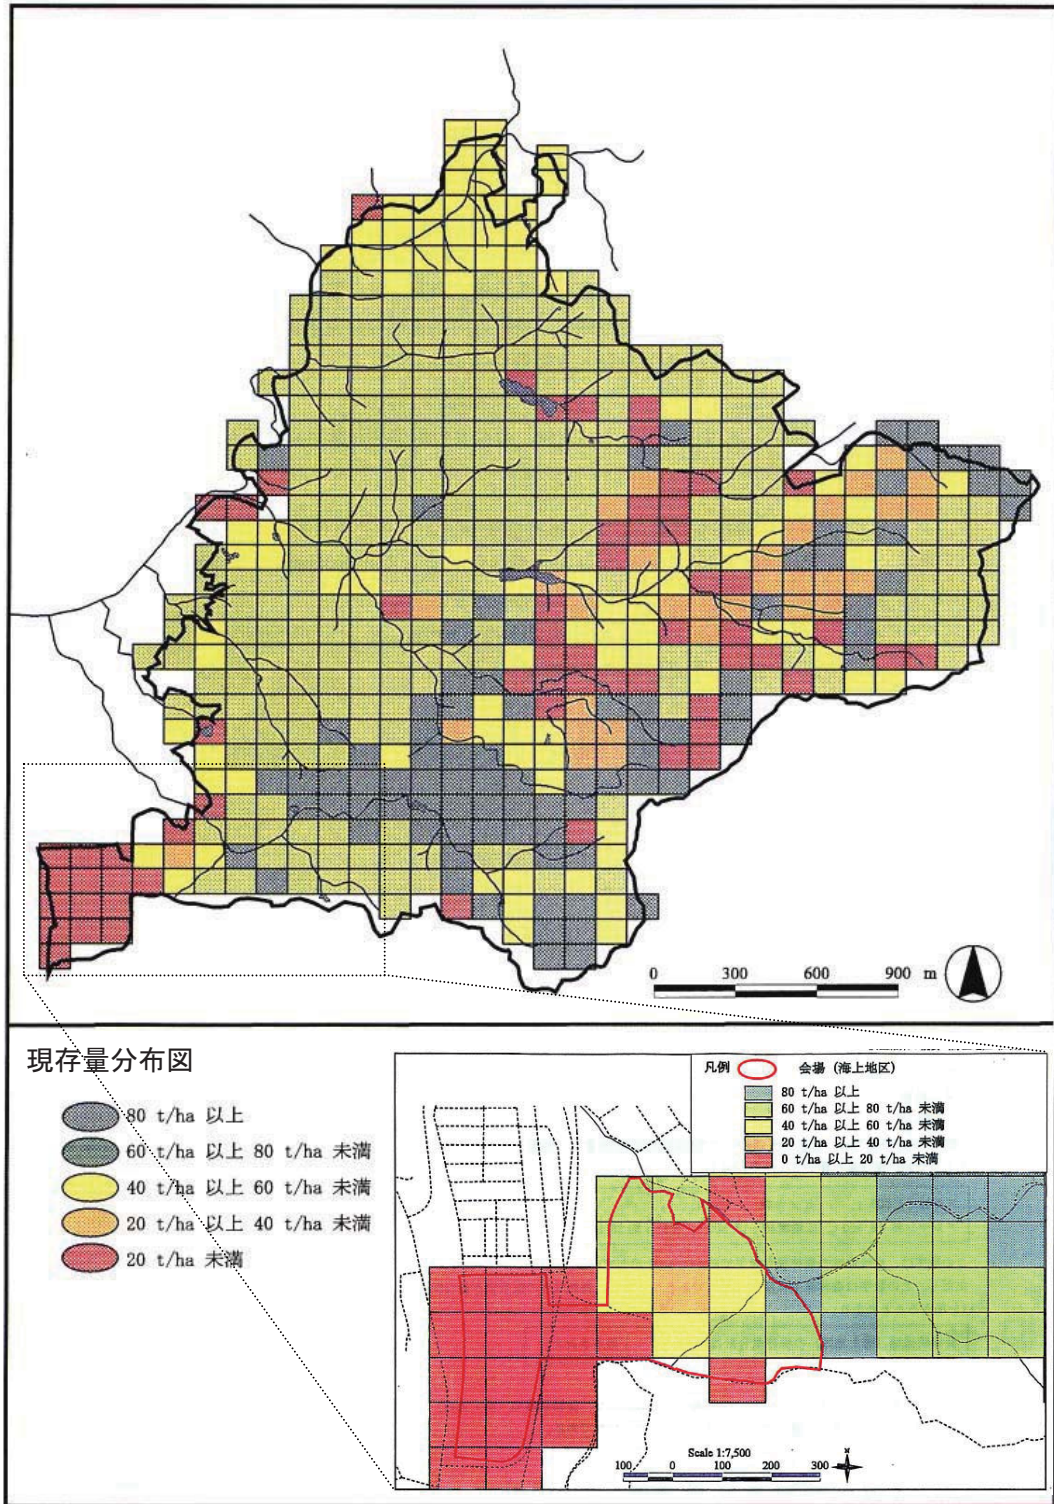 0 300 600 900 m
現存量分布図
80 t/ha 以上
60 t/ha 以上 80 t/ha 未満
40 t/ha 以上 60 t/ha 未満
20 t/ha 以上 40 t/ha 未満
20 t/ha 未満
凡例 会場 (海上地区)
80 t/ha 以上
60 t/ha 以上 80 t/ha 未満
40 t/ha 以上 60 t/ha 未満
20 t/ha 以上 40 t/ha 未満
0 t/ha 以上 20 t/ha 未満
Scale 1:7,500
100 0 100 200 300